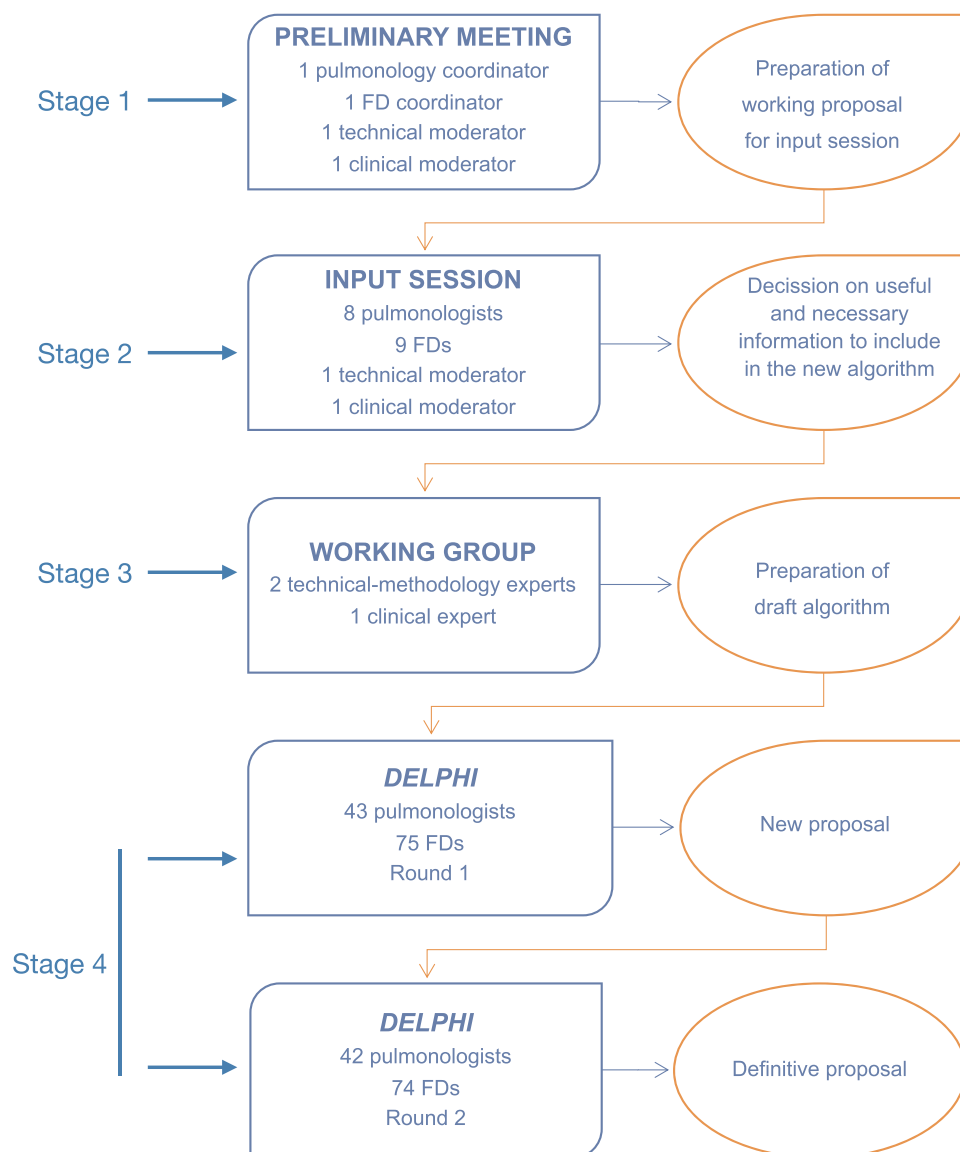 Stage 1
PRELIMINARY MEETING
1 pulmonology coordinator
1 FD coordinator
1 technical moderator
1 clinical moderator
Preparation of
working proposal
for input session
Stage 2
INPUT SESSION
8 pulmonologists
9 FDs
1 technical moderator
1 clinical moderator
Decission on useful
and necessary
information to include
in the new algorithm
Stage 3
WORKING GROUP
2 technical-methodology experts
1 clinical expert
Preparation of
draft algorithm
Stage 4
DELPHI
43 pulmonologists
75 FDs
Round 1
New proposal
DELPHI
42 pulmonologists
74 FDs
Round 2
Definitive proposal